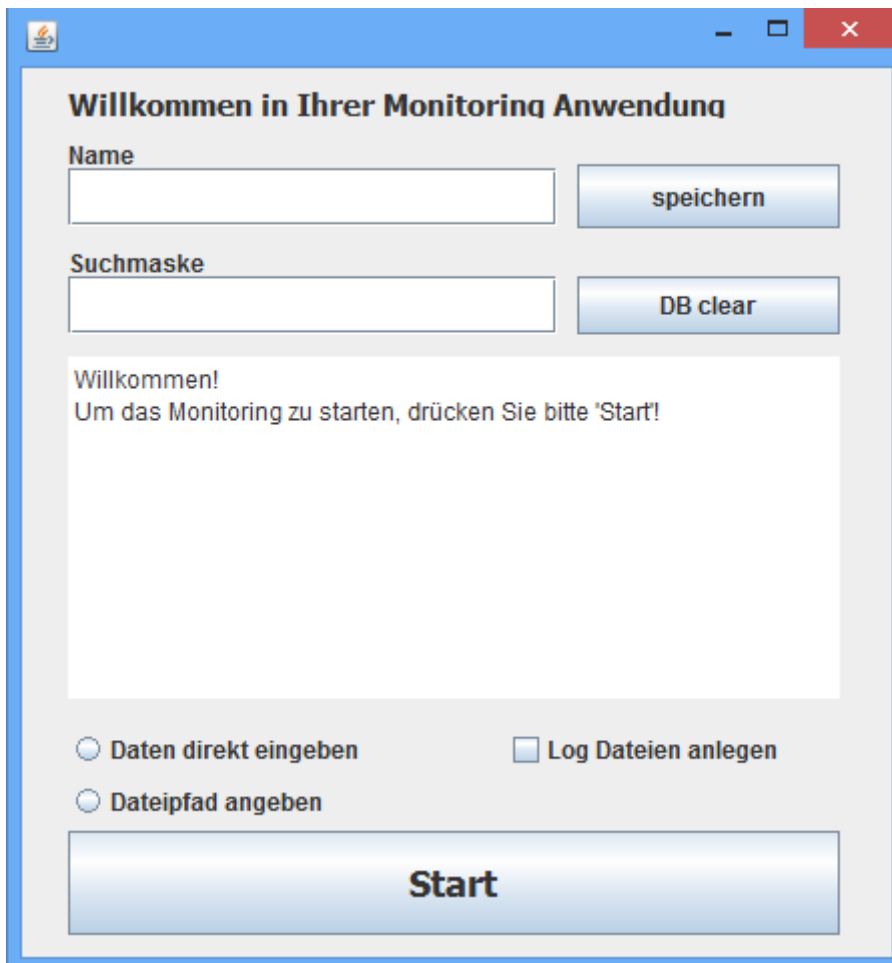 Willkommen in Ihrer Monitoring Anwendung
Name
speichern
Suchmaske
DB clear
Willkommen!
Um das Monitoring zu starten, drücken Sie bitte 'Start'!
Daten direkt eingeben
Log Dateien anlegen
Dateipfad angeben
Start